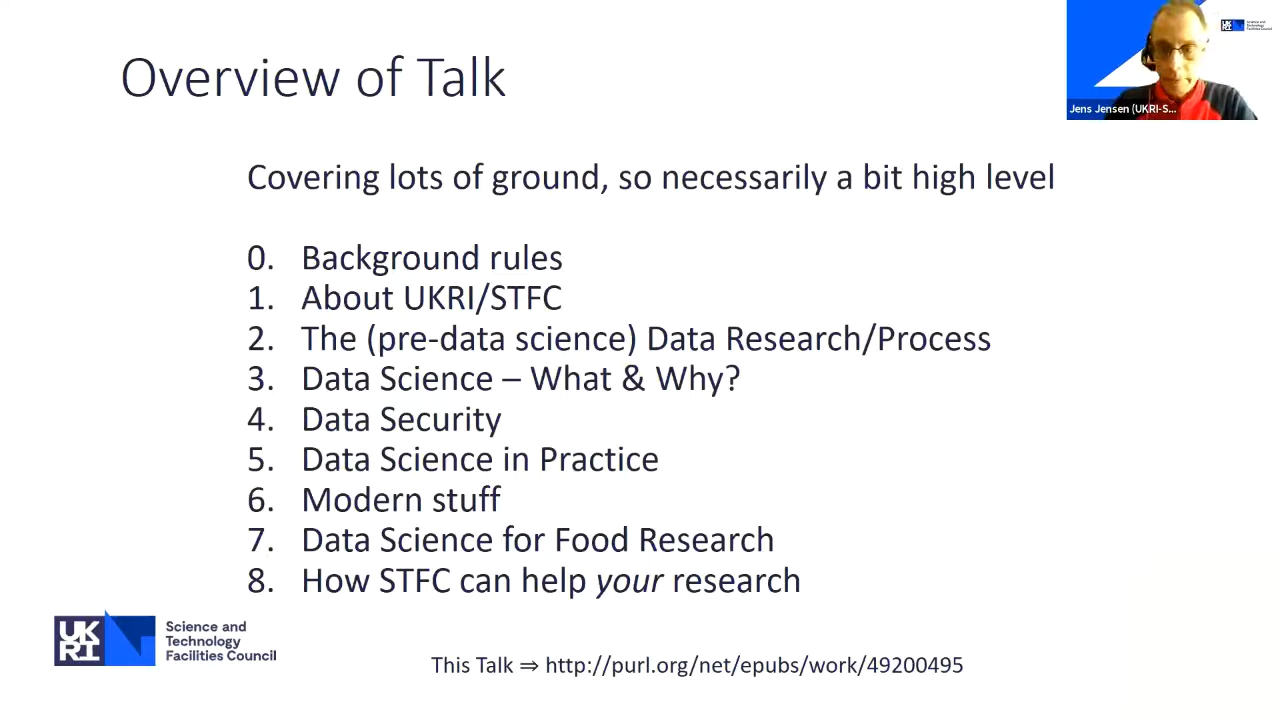 Overview of Talk
Jens Jensen (UKRI-S...
Covering lots of ground, so necessarily a bit high level
0. Background rules
1. About UKRI/STFC
2. The (pre-data science) Data Research/Process
3. Data Science – What & Why?
4. Data Security
5. Data Science in Practice
6. Modern stuff
7. Data Science for Food Research
8. How STFC can help your research
UK
RI
Science and
Technology
Facilities Council
This Talk ⇒ http://purl.org/net/epubs/work/49200495